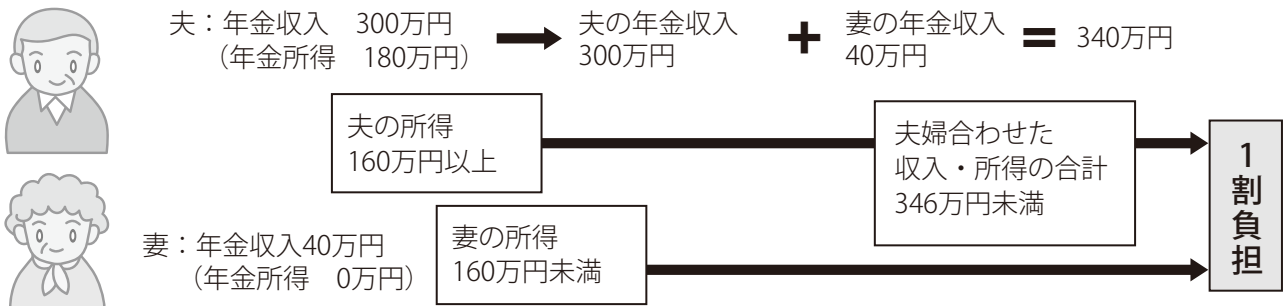 夫：年金収入　300万円
（年金所得　180万円）
夫の年金収入
300万円
+
妻の年金収入
40万円
=
340万円
夫の所得
160万円以上
夫婦合わせた
収入・所得の合計
346万円未満
1割負担
妻：年金収入40万円
（年金所得　0万円）
妻の所得
160万円未満